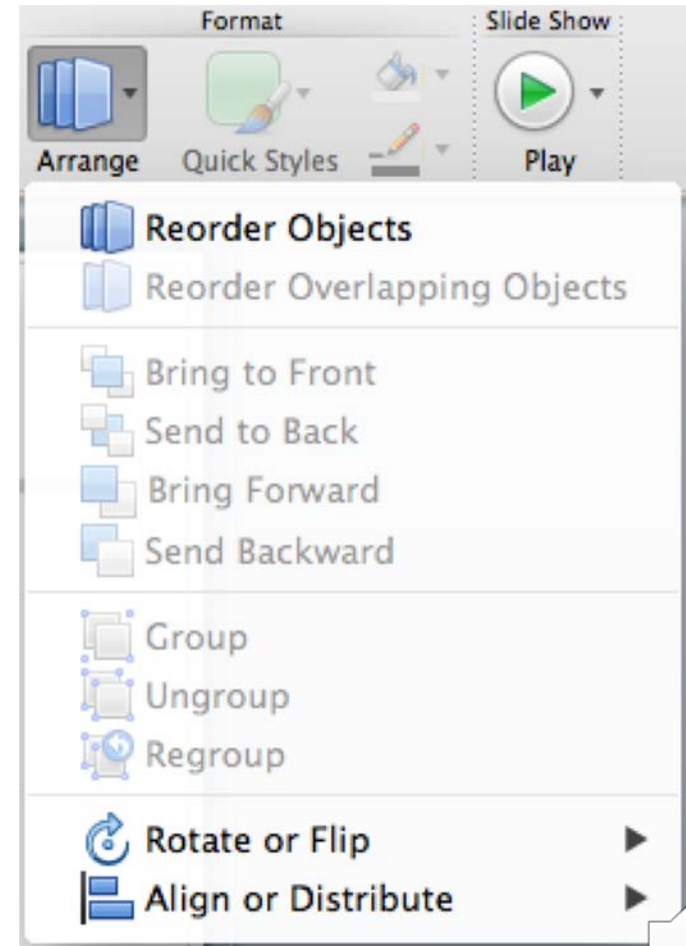 Format Slide Show
Arrange Quick Styles Play
Reorder Objects
Reorder Overlapping Objects
Bring to Front
Send to Back
Bring Forward
Send Backward
Group
Ungroup
Regroup
Rotate or Flip
Align or Distribute